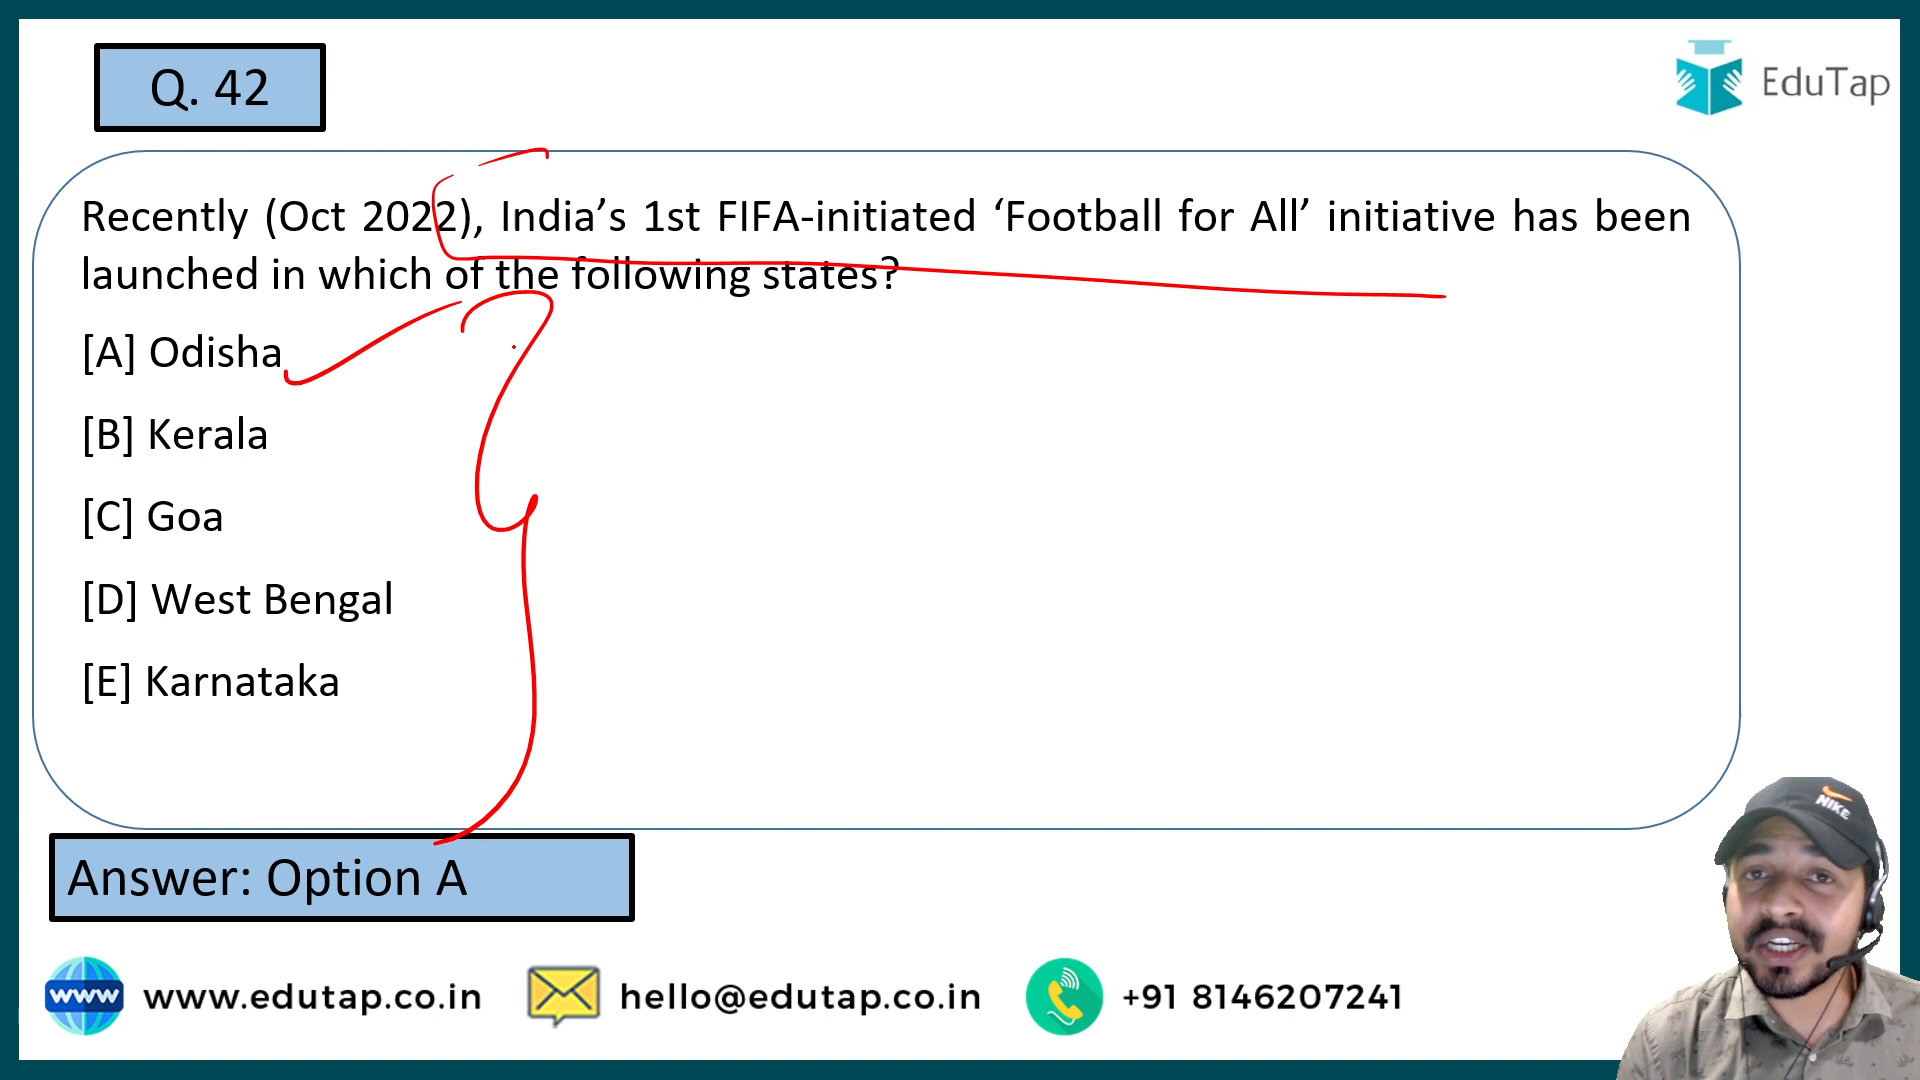 Q. 42
EduTap
Recently (Oct 2022), India’s 1st FIFA-initiated ‘Football for All’ initiative has been
launched in which of the following states?
[A] Odisha
[B] Kerala
[C] Goa
[D] West Bengal
[E] Karnataka
Answer: Option A
www www.edutap.co.in
hello@edutap.co.in
+91 8146207241
NIKE